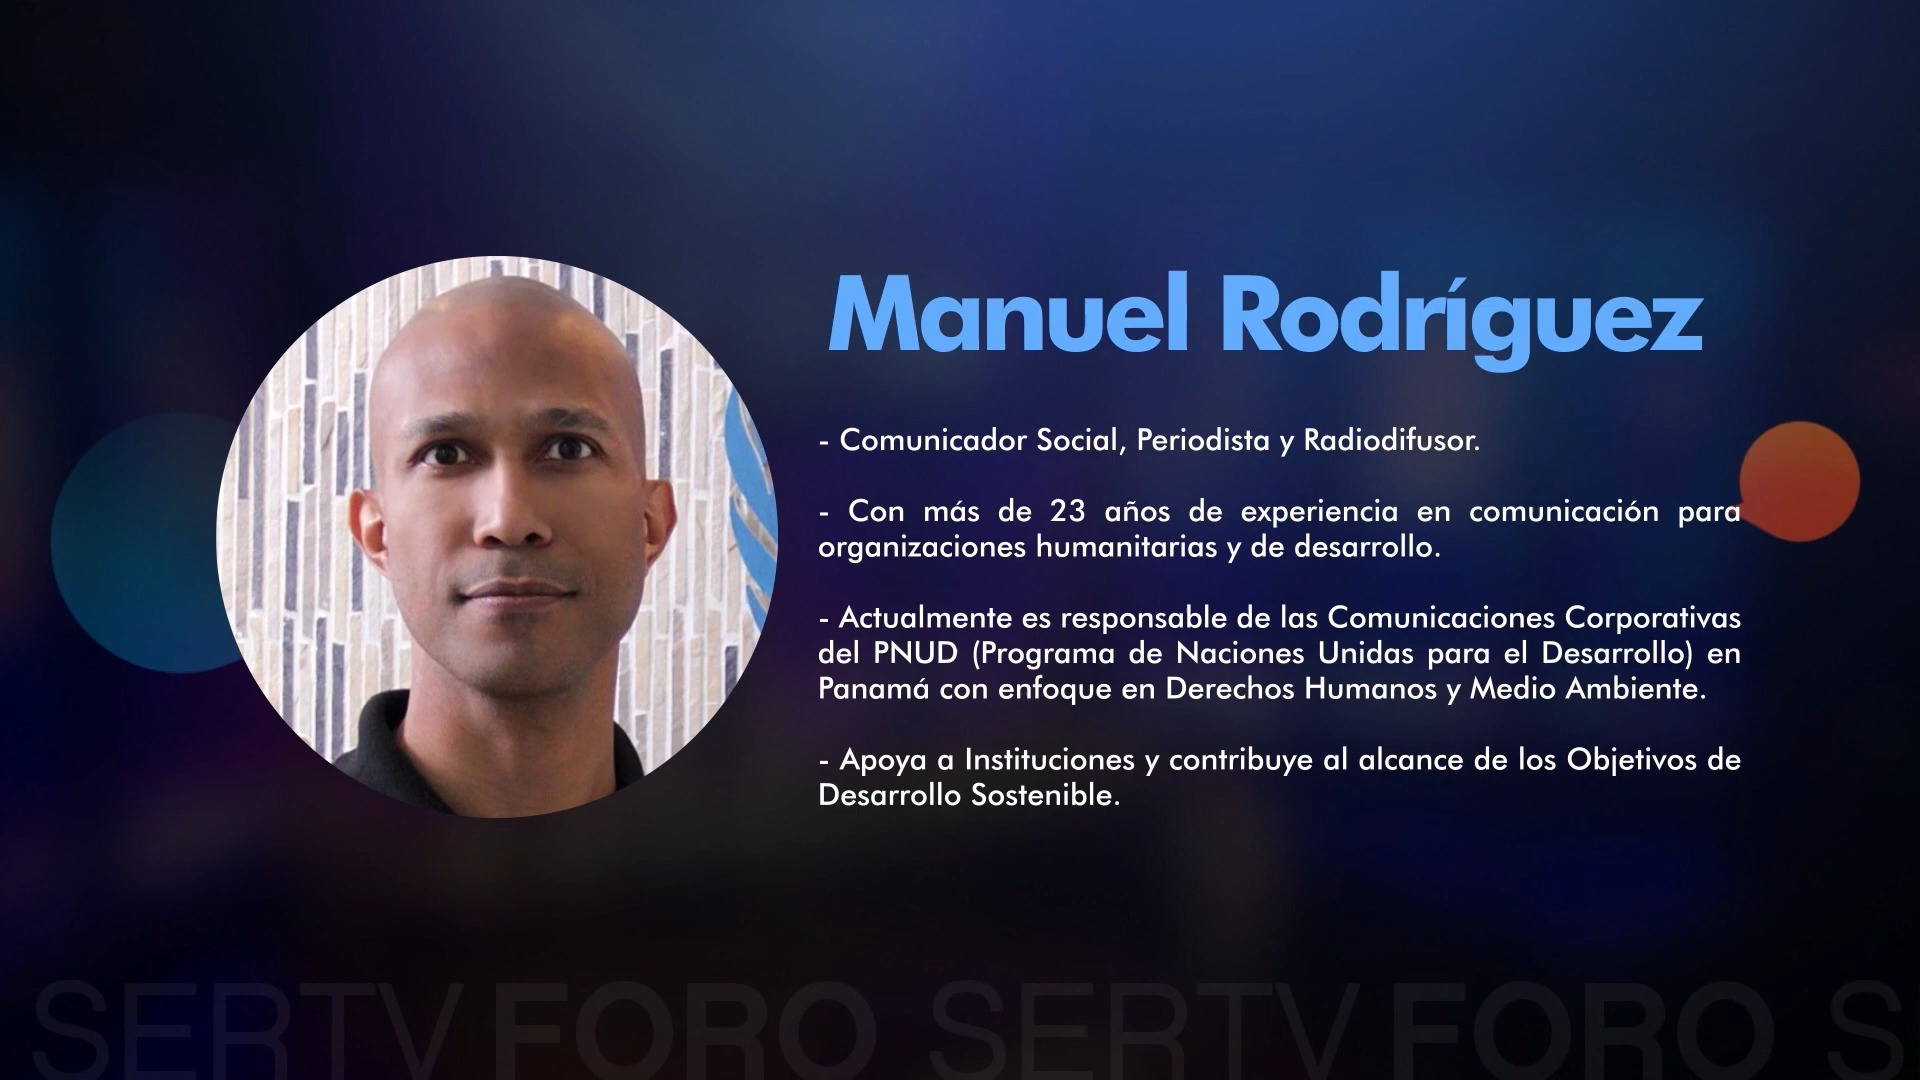 Manuel Rodríguez
- Comunicador Social, Periodista y Radiodifusor.
- Con más de 23 años de experiencia en comunicación para
organizaciones humanitarias y de desarrollo.
- Actualmente es responsable de las Comunicaciones Corporativas
del PNUD (Programa de Naciones Unidas para el Desarrollo) en
Panamá con enfoque en Derechos Humanos y Medio Ambiente.
- Apoya a Instituciones y contribuye al alcance de los Objetivos de
Desarrollo Sostenible.
SERTV FORO SERTV FORO S